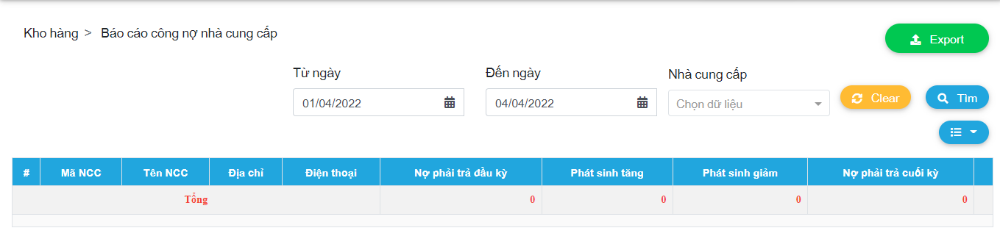 Kho hàng > Báo cáo công nợ nhà cung cấp
Export
Từ ngày
Đến ngày
Nhà cung cấp
01/04/2022
04/04/2022
Chọn dữ liệu
Clear
Tìm
# Mã NCC Tên NCC Địa chỉ Điện thoại Nợ phải trả đầu kỳ Phát sinh tăng Phát sinh giảm Nợ phải trả cuối kỳ
Tổng 0 0 0 0